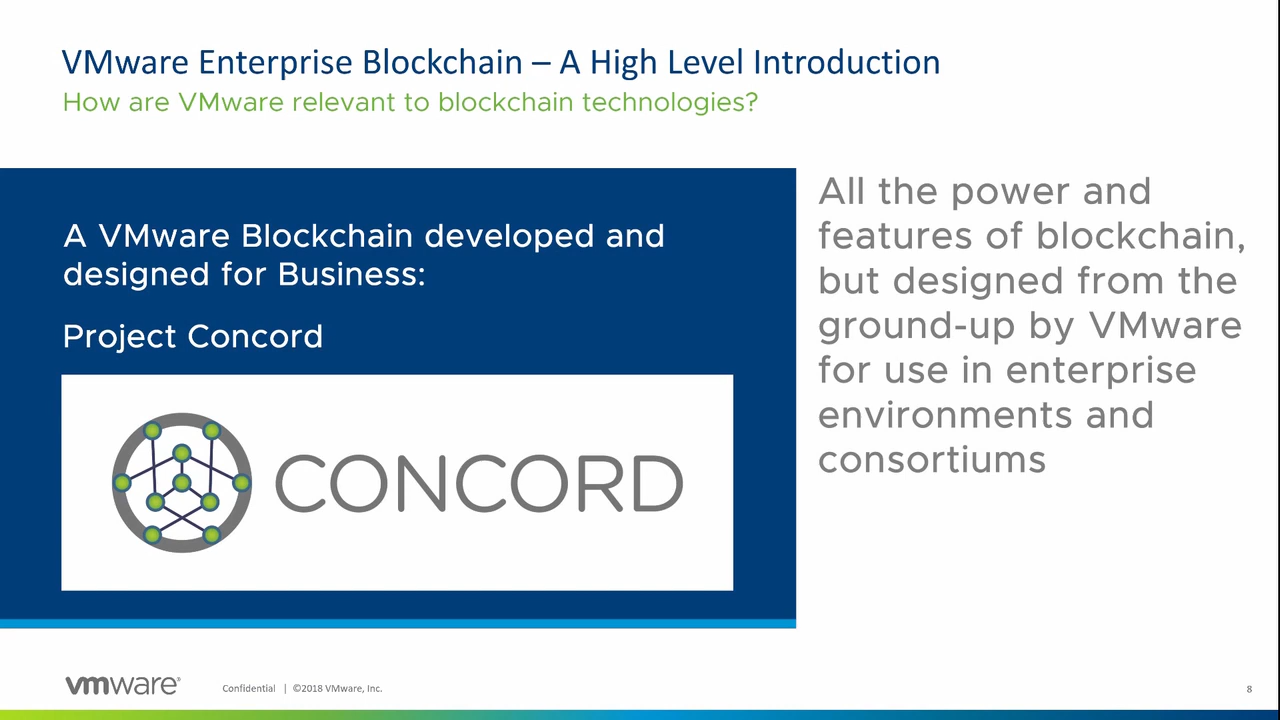 VMware Enterprise Blockchain – A High Level Introduction
How are VMware relevant to blockchain technologies?
A VMware Blockchain developed and
designed for Business:
Project Concord
CONCORD
All the power and
features of blockchain,
but designed from the
ground-up by VMware
for use in enterprise
environments and
consortiums
vmware®
Confidential | ©2018 VMware, Inc.
8